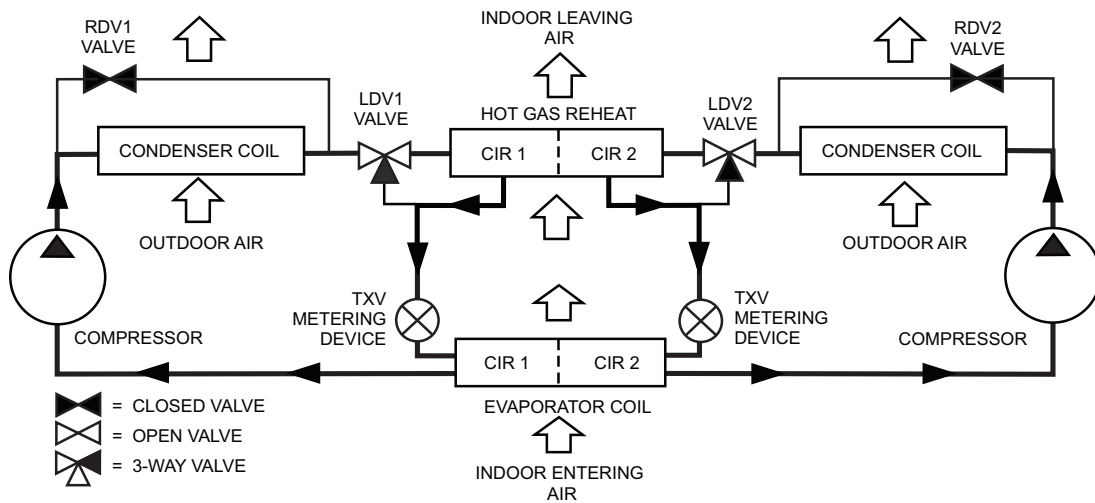 RDV1
VALVE
INDOOR LEAVING
AIR
RDV2
VALVE
LDV1
VALVE
HOT GAS REHEAT
LDV2
VALVE
CONDENSER COIL
CIR 1
CIR 2
CONDENSER COIL
OUTDOOR AIR
OUTDOOR AIR
TXV
METERING
DEVICE
TXV
METERING
DEVICE
COMPRESSOR
COMPRESSOR
CIR 1
CIR 2
EVAPORATOR COIL
= CLOSED VALVE
= OPEN VALVE
= 3-WAY VALVE
INDOOR ENTERING
AIR